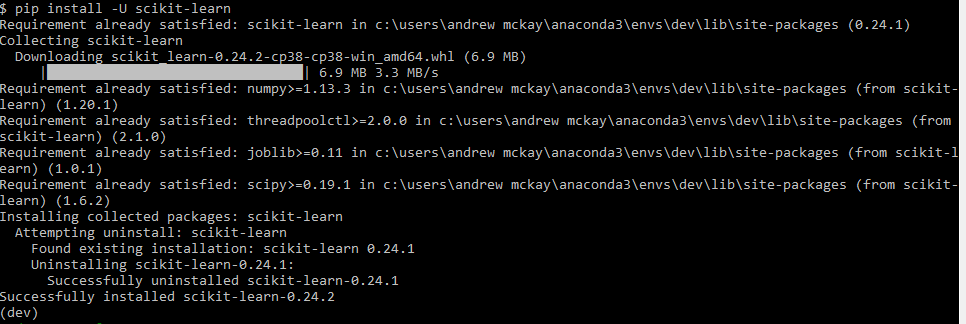 $ pip install -U scikit-learn
Requirement already satisfied: scikit-learn in c:\users\andrew mckay\anaconda3\envs\dev\lib\site-packages (0.24.1)
Collecting scikit-learn
  Downloading scikit_learn-0.24.2-cp38-cp38-win_amd64.whl (6.9 MB)
     |████████████████████████████████| 6.9 MB 3.3 MB/s
Requirement already satisfied: numpy>=1.13.3 in c:\users\andrew mckay\anaconda3\envs\dev\lib\site-packages (from scikit-
learn) (1.20.1)
Requirement already satisfied: threadpoolctl>=2.0.0 in c:\users\andrew mckay\anaconda3\envs\dev\lib\site-packages (from
scikit-learn) (2.1.0)
Requirement already satisfied: joblib>=0.11 in c:\users\andrew mckay\anaconda3\envs\dev\lib\site-packages (from scikit-l
earn) (1.0.1)
Requirement already satisfied: scipy>=0.19.1 in c:\users\andrew mckay\anaconda3\envs\dev\lib\site-packages (from scikit-
learn) (1.6.2)
Installing collected packages: scikit-learn
  Attempting uninstall: scikit-learn
    Found existing installation: scikit-learn 0.24.1
    Uninstalling scikit-learn-0.24.1:
      Successfully uninstalled scikit-learn-0.24.1
Successfully installed scikit-learn-0.24.2
(dev)